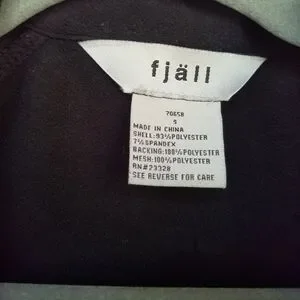 fjäll
70658
S
MADE IN CHINA
SHELL:93%POLYESTER
7%SPANDEX
BACKING:100%POLYESTER
MESH:100%POLYESTER
RN#23328
SEE REVERSE FOR CARE